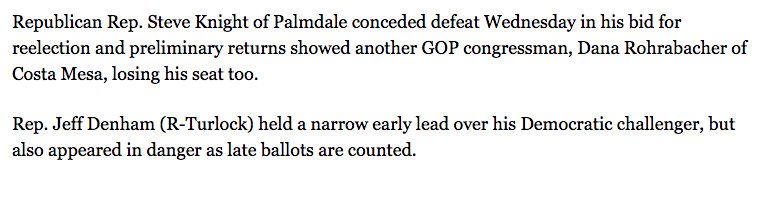 Republican Rep. Steve Knight of Palmdale conceded defeat Wednesday in his bid for
reelection and preliminary returns showed another GOP congressman, Dana Rohrabacher of
Costa Mesa, losing his seat too.
Rep. Jeff Denham (R-Turlock) held a narrow early lead over his Democratic challenger, but
also appeared in danger as late ballots are counted.